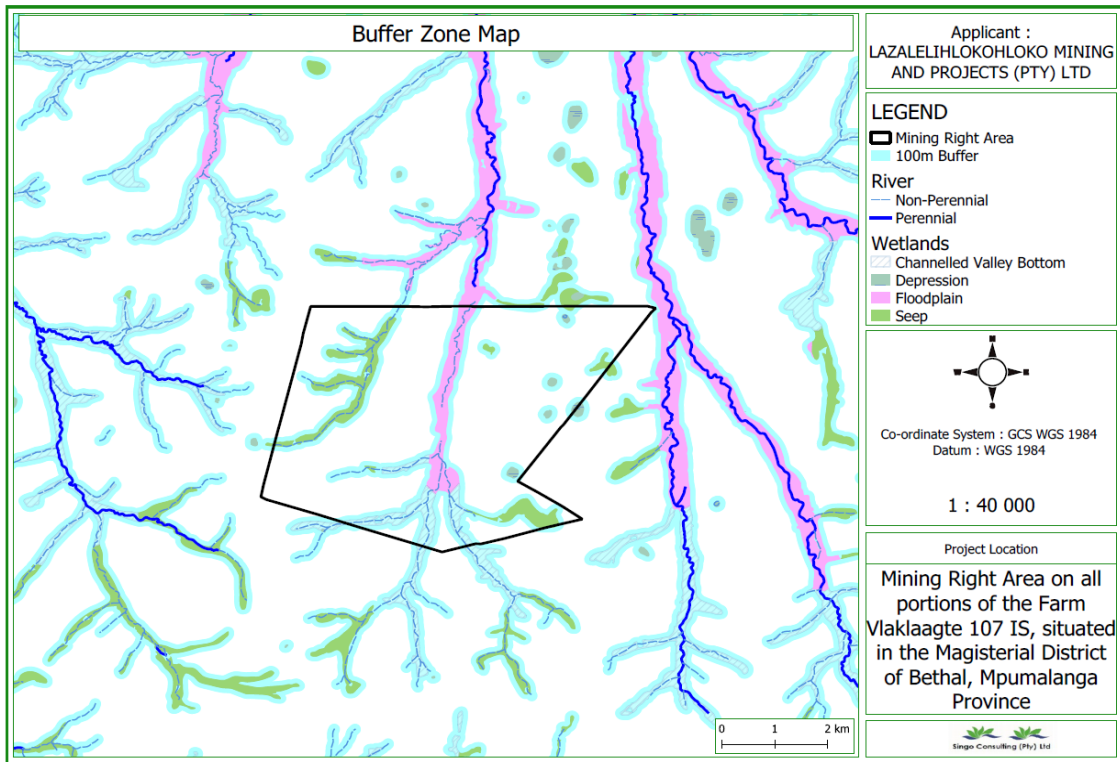 Buffer Zone Map
Applicant :
LAZALELIHLOKOHLOKO MINING
AND PROJECTS (PTY) LTD
LEGEND
Mining Right Area
100m Buffer
River
Non-Perennial
Perennial
Wetlands
Channelled Valley Bottom
Depression
Floodplain
Seep
N
W
E
S
Co-ordinate System : GCS WGS 1984
Datum : WGS 1984
1 : 40 000
Project Location
Mining Right Area on all
portions of the Farm
Vlaklaagte 107 IS, situated
in the Magisterial District
of Bethal, Mpumalanga
Province
0 1 2 km
Singo Consulting (Pty) Ltd